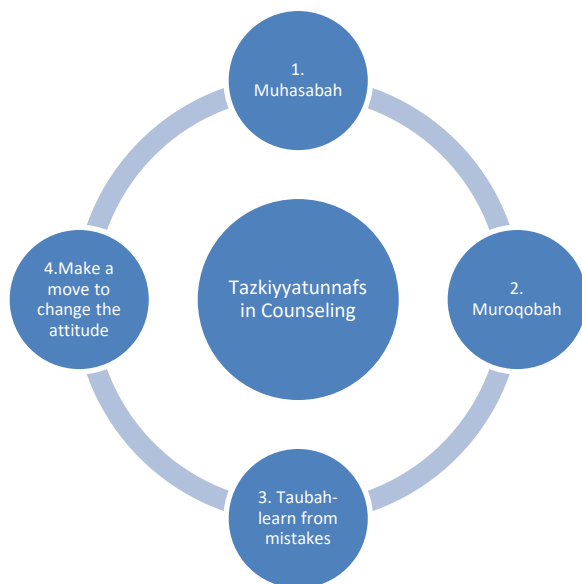 1.
Muhasabah
Tazkiyyatunnafs
in Counseling
2.
Muroqobah
3. Taubah-
learn from
mistakes
4.Make a
move to
change the
attitude